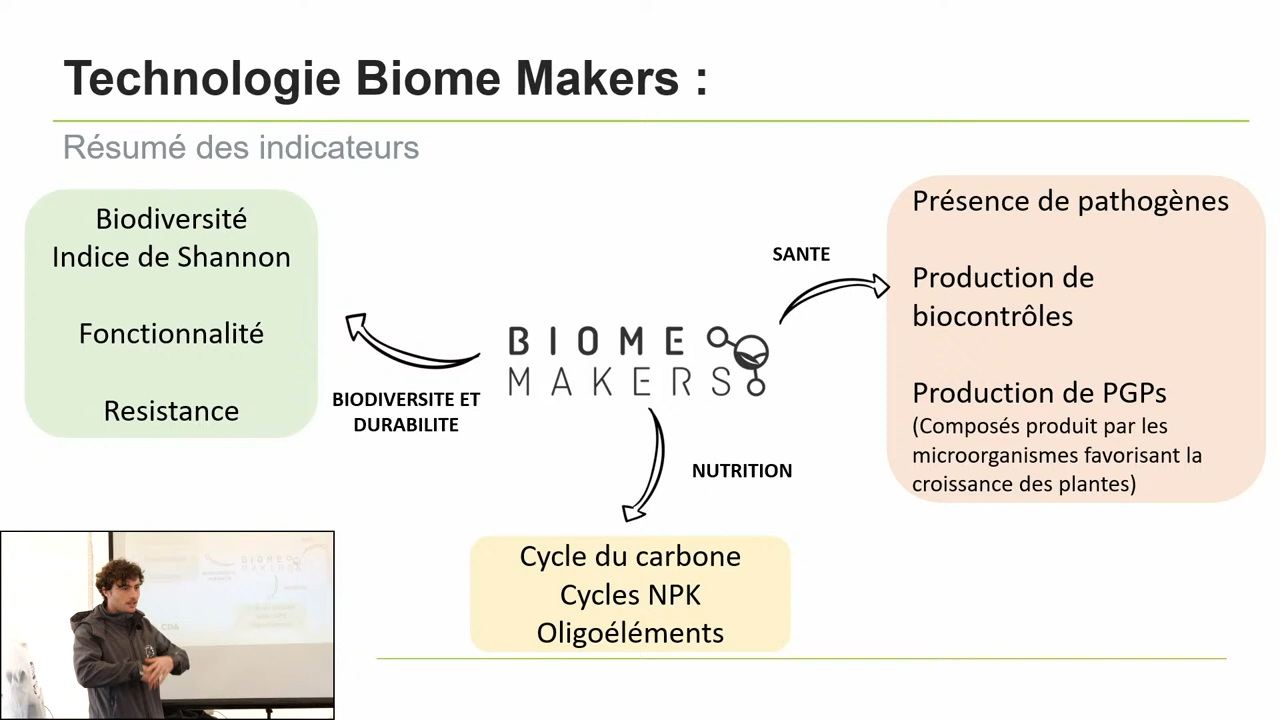 Technologie Biome Makers :
Résumé des indicateurs
Biodiversité
Indice de Shannon
Fonctionnalité
Resistance
BIODIVERSITE ET
DURABILITE
BIOME
MAKERS
SANTE
Présence de pathogènes
Production de
biocontrôles
Production de PGPs
(Composés produit par les
microorganismes favorisant la
croissance des plantes)
NUTRITION
Cycle du carbone
Cycles NPK
Oligoéléments
BIOME